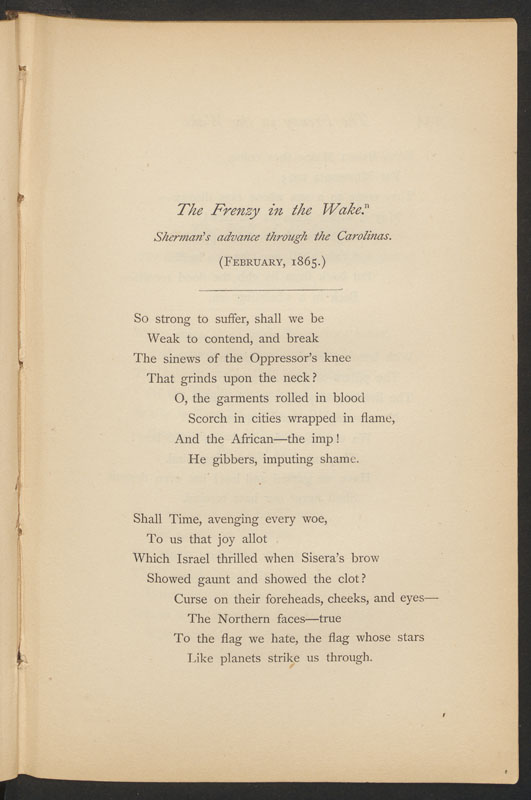 The Frenzy in the Wake.n
Sherman's advance through the Carolinas.
(February, 1865.)
So strong to suffer, shall we be
Weak to contend, and break
The sinews of the Oppressor's knee
That grinds upon the neck?
O, the garments rolled in blood
Scorch in cities wrapped in flame,
And the African—the imp!
He gibbers, imputing shame.
Shall Time, avenging every woe,
To us that joy allot
Which Israel thrilled when Sisera's brow
Showed gaunt and showed the clot?
Curse on their foreheads, cheeks, and eyes—
The Northern faces—true
To the flag we hate, the flag whose stars
Like planets strike us through.